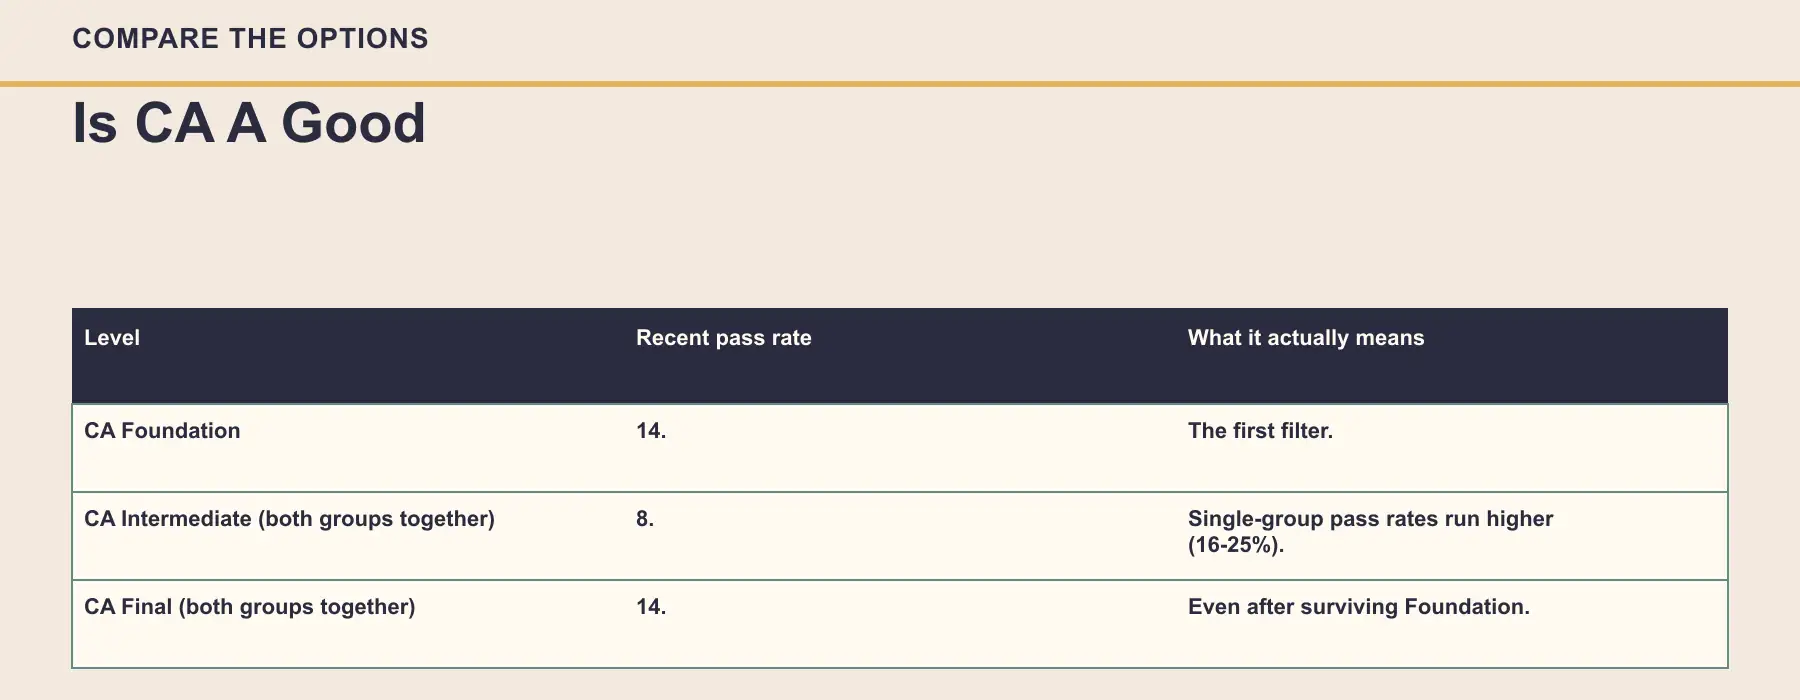 COMPARE THE OPTIONS
Is CA A Good
Level Recent pass rate What it actually means
CA Foundation 14. The first filter.
CA Intermediate (both groups together) 8. Single-group pass rates run higher
(16-25%).
CA Final (both groups together) 14. Even after surviving Foundation.